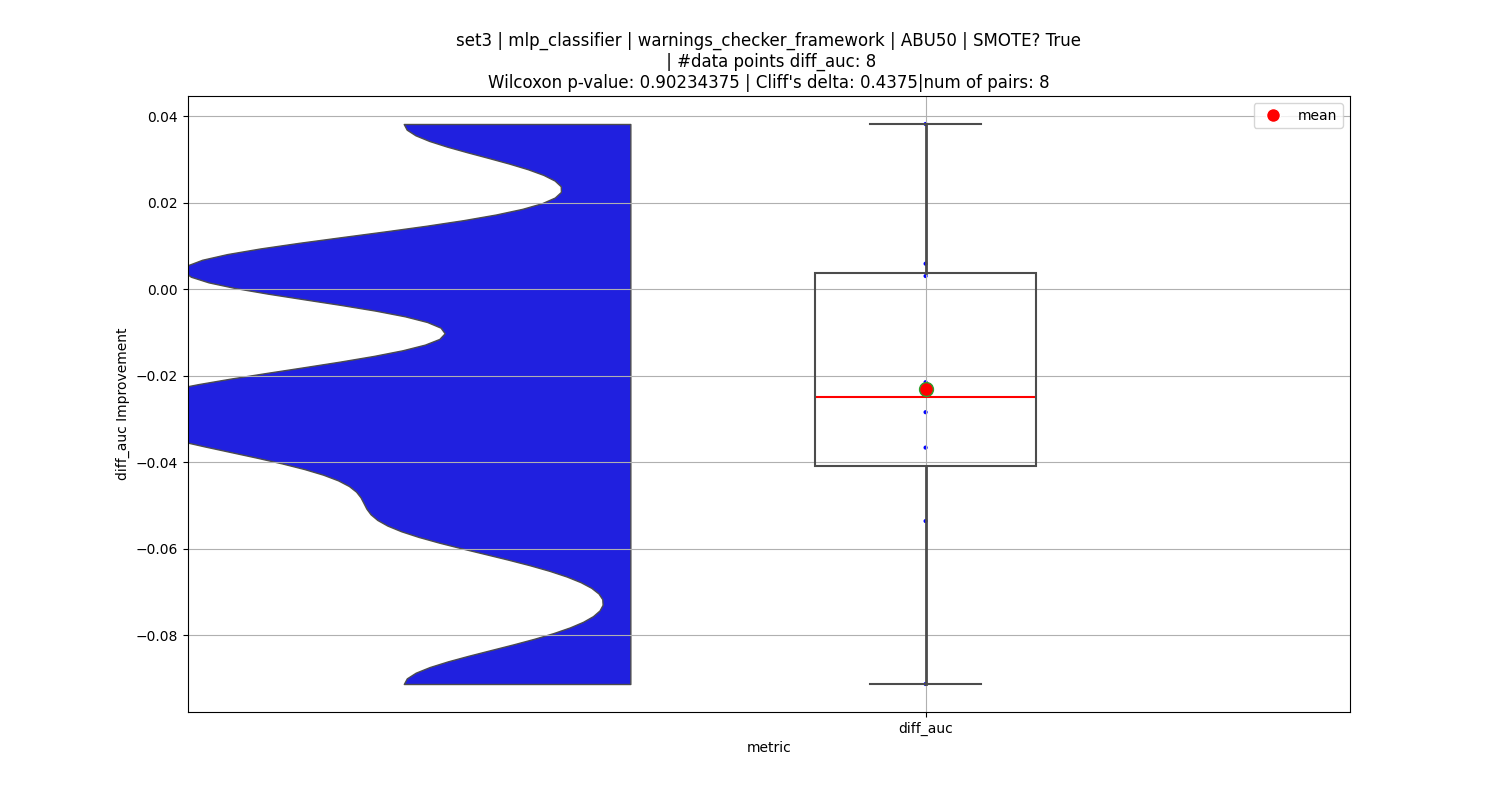 set3 | mlp_classifier | warnings_checker_framework | ABU50 | SMOTE? True
| #data points diff_auc: 8
Wilcoxon p-value: 0.90234375 | Cliff's delta: 0.4375|num of pairs: 8
mean
0.04
0.02
0.00
−0.02
−0.04
−0.06
−0.08
diff_auc Improvement
diff_auc
metric